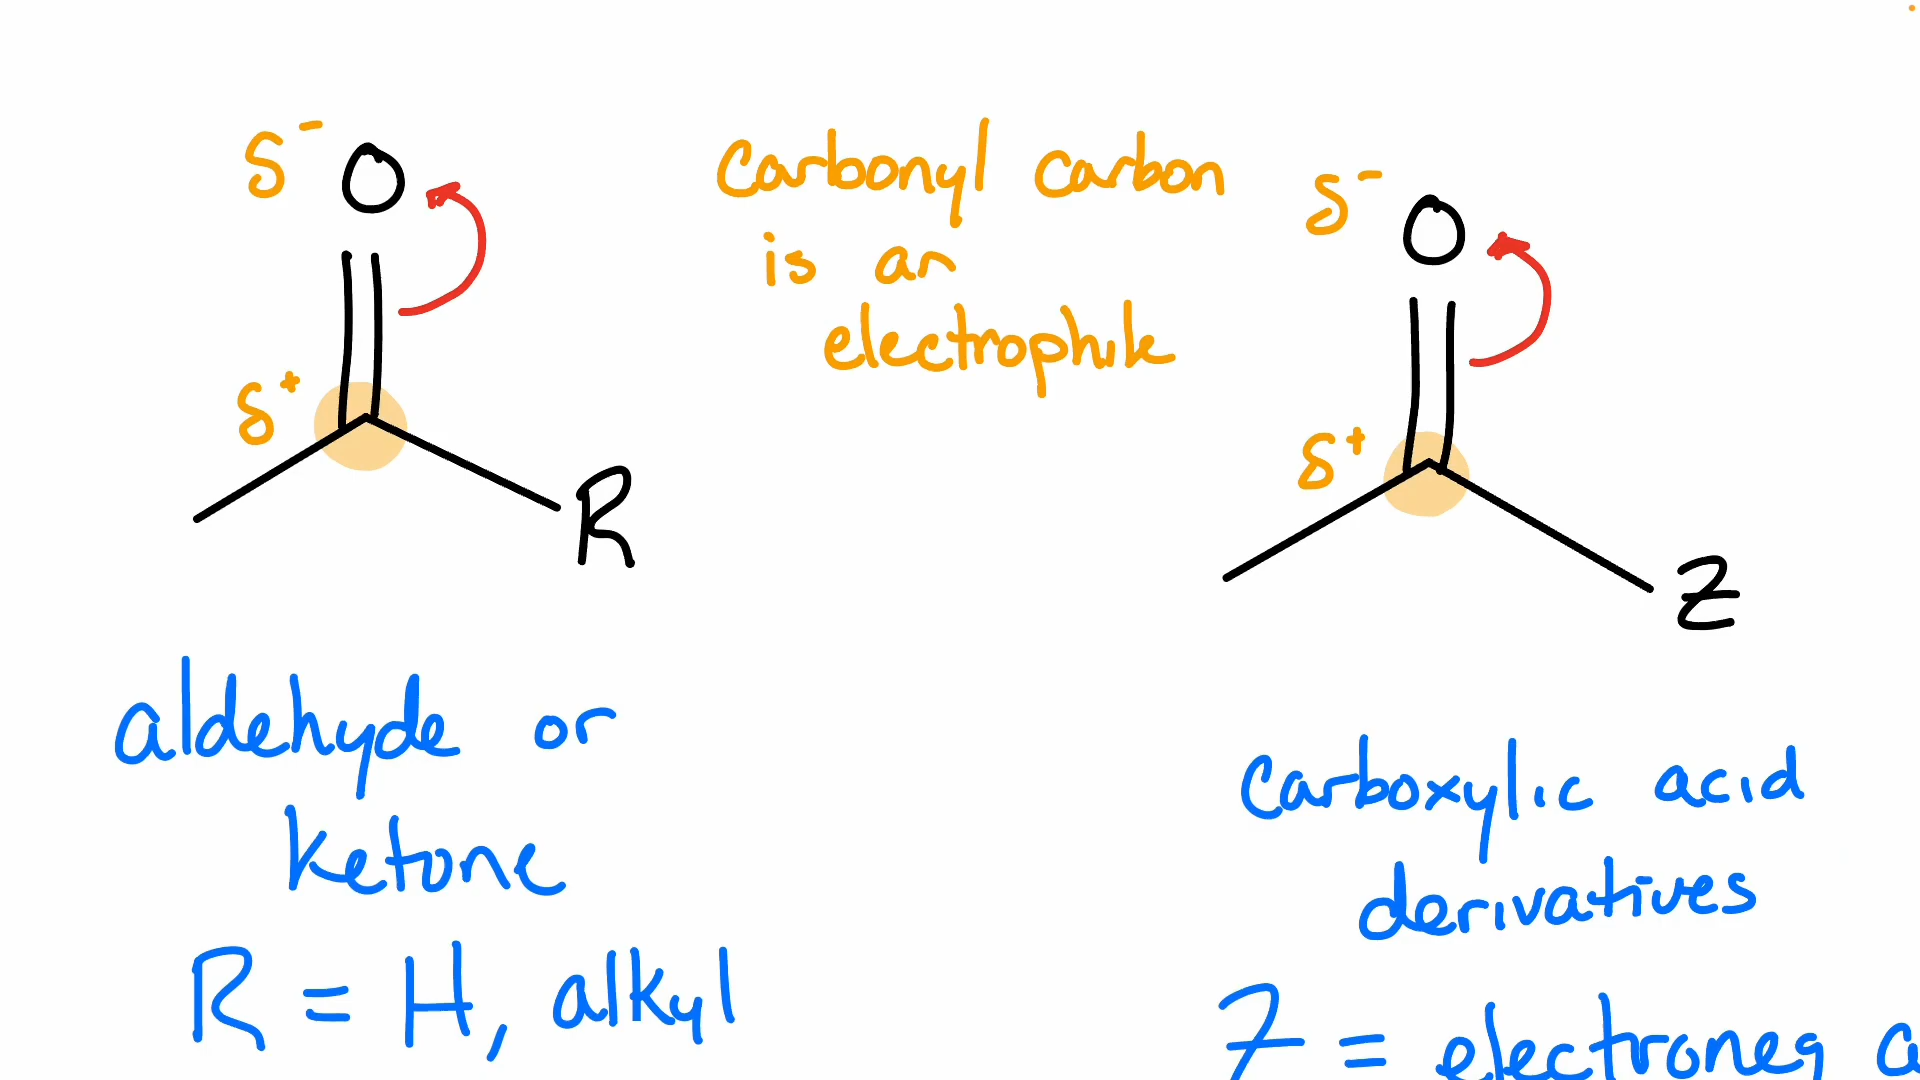 δ⁻ O
carbonyl carbon
is an
electrophile
δ⁺
R
δ⁻ O
δ⁺
Z
aldehyde or
ketone
R = H, alkyl
carboxylic acid
derivatives
Z = electroneg